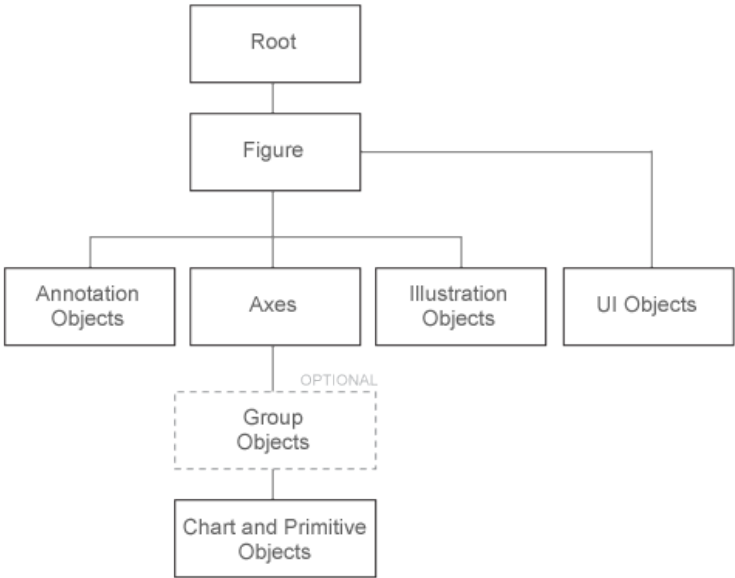 Root
Figure
Annotation
Objects
Axes
Illustration
Objects
UI Objects
OPTIONAL
Group
Objects
Chart and Primitive
Objects